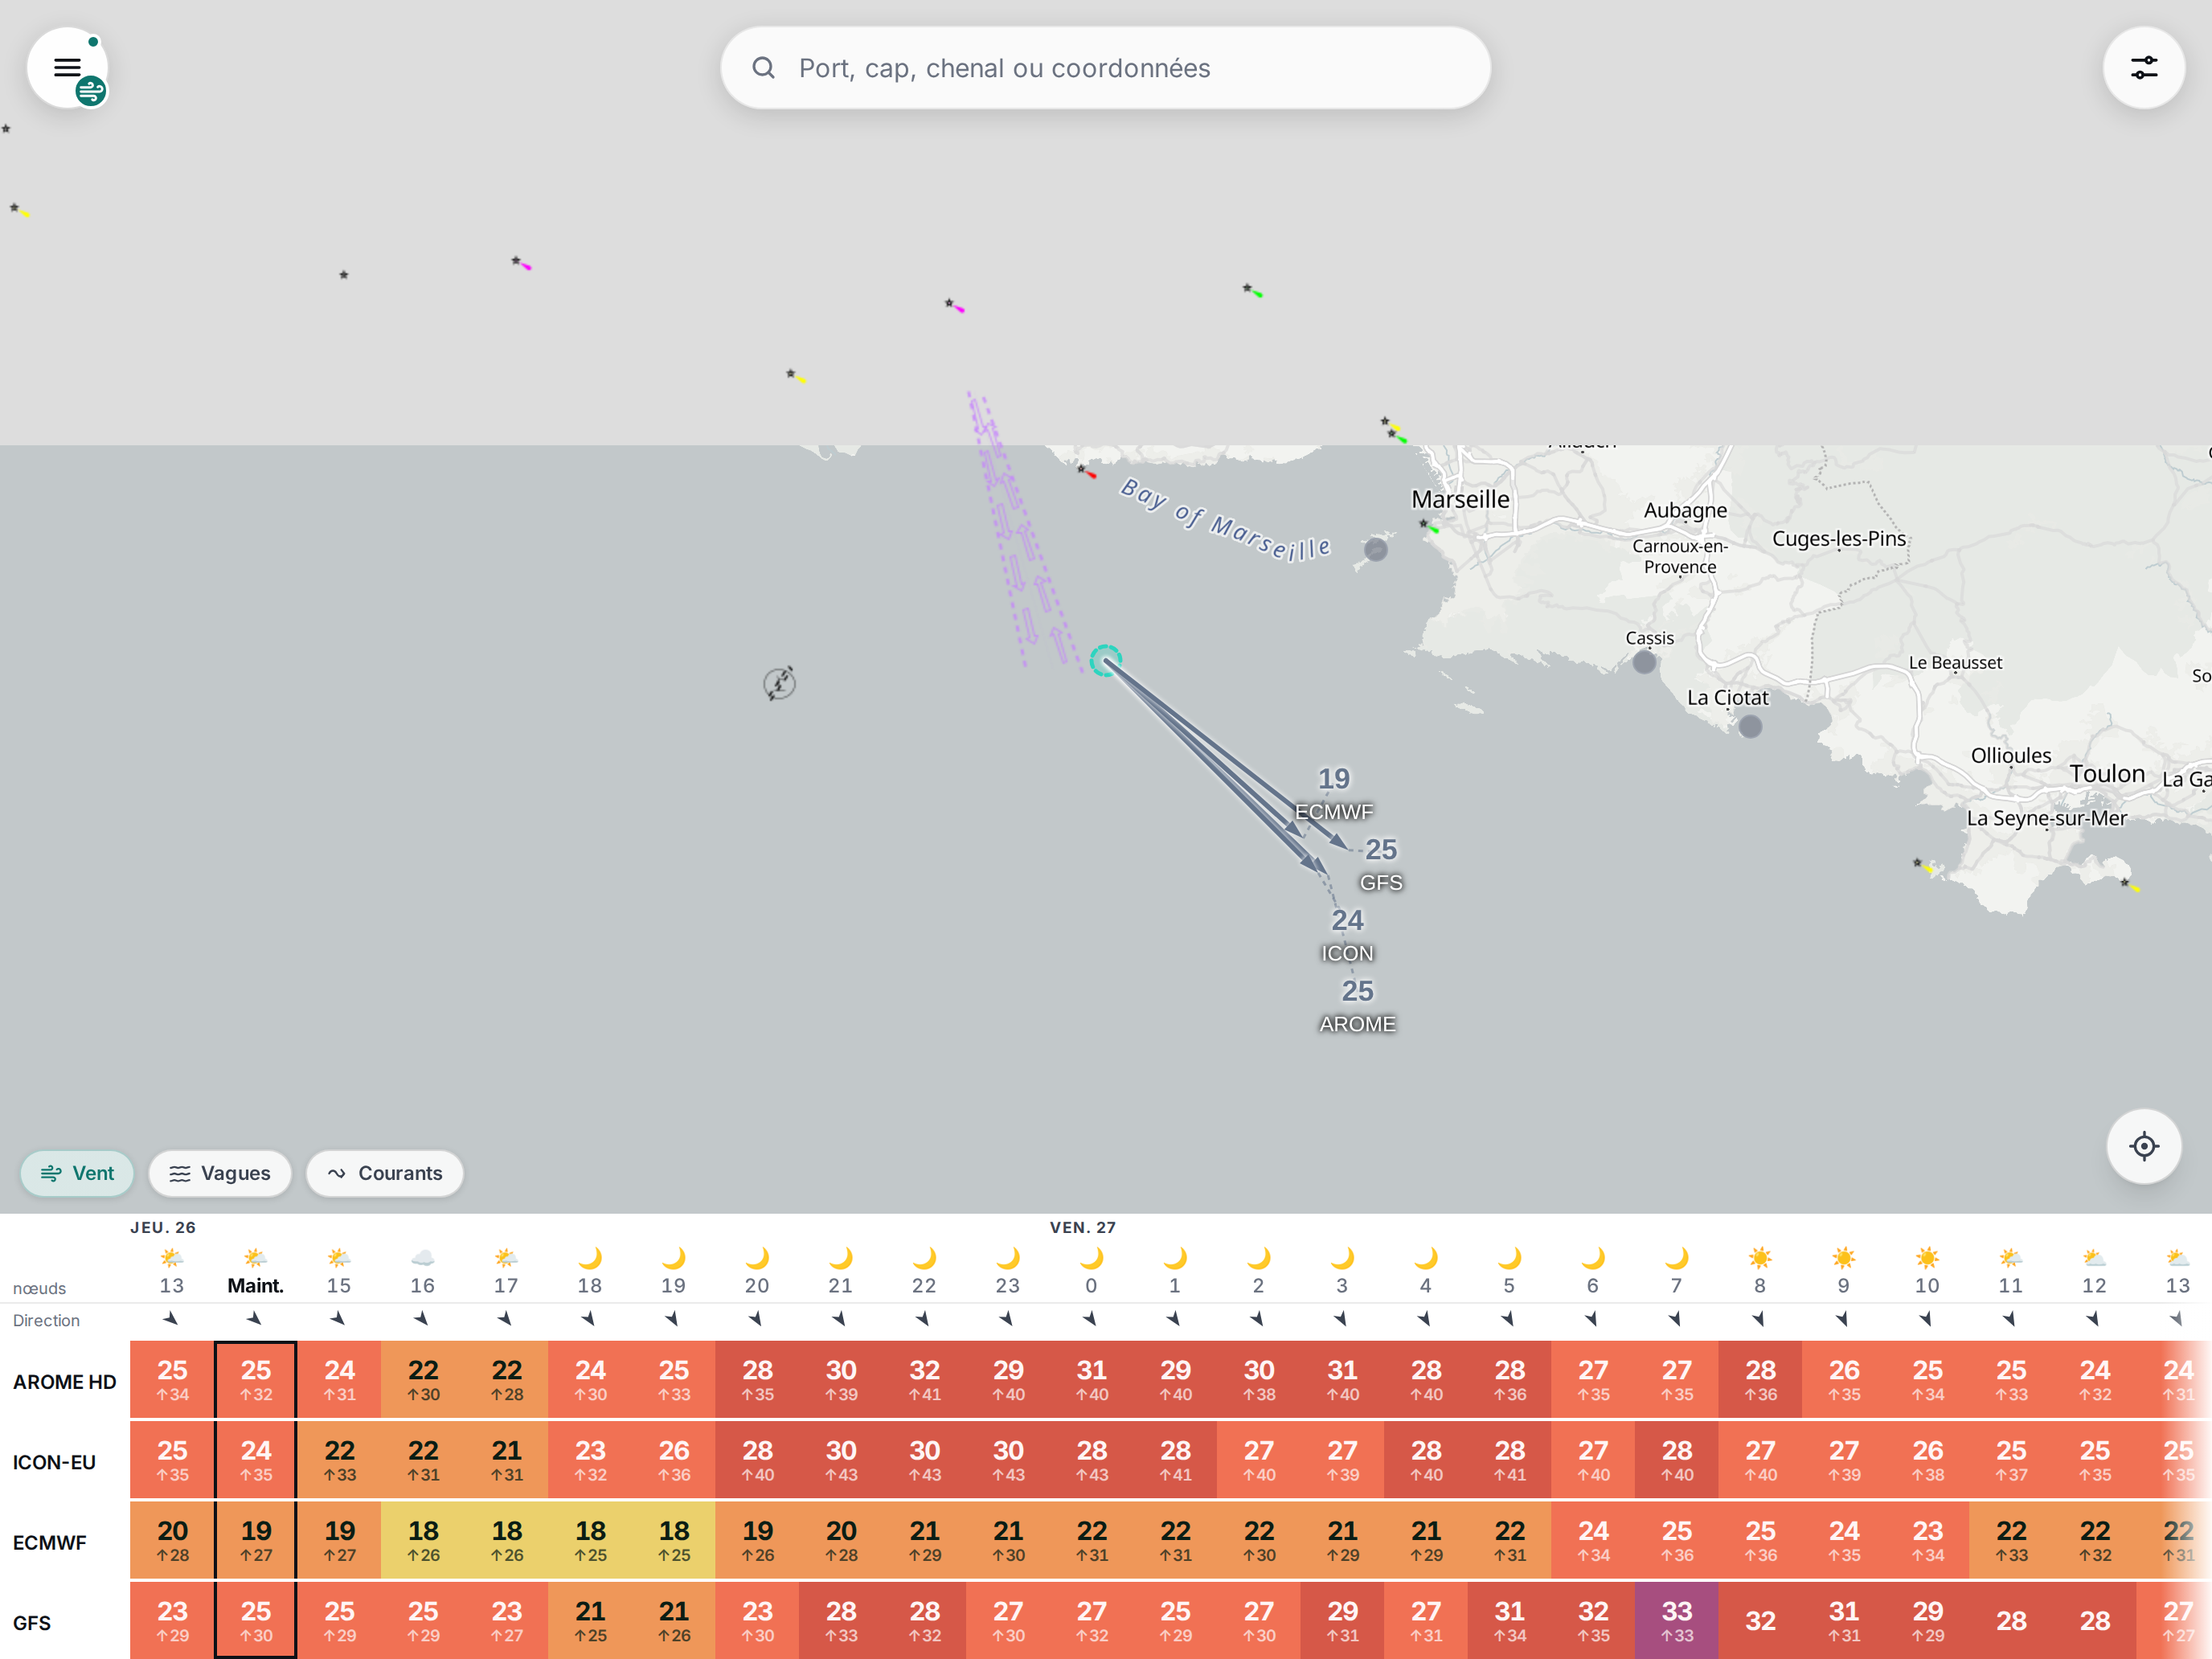 Port, cap, chenal ou coordonnées
Bay of Marseille
Marseille
Aubagne
Carnoux-en-
Provence
Cuges-les-Pins
Cassis
Le Beausset
La Ciotat
Ollioules
Toulon
La Seyne-sur-Mer
19
ECMWF
25
GFS
24
ICON
25
AROME
Vent
Vagues
Courants
JEU. 26 VEN. 27
nœuds 13 Maint. 15 16 17 18 19 20 21 22 23 0 1 2 3 4 5 6 7 8 9 10 11 12 13
Direction
AROME HD 25 25 24 22 22 24 25 28 30 32 29 31 29 30 31 28 28 27 27 28 26 25 25 24 24
↑34 ↑32 ↑31 ↑30 ↑28 ↑30 ↑33 ↑35 ↑39 ↑41 ↑40 ↑40 ↑40 ↑38 ↑40 ↑40 ↑36 ↑35 ↑35 ↑36 ↑35 ↑34 ↑33 ↑32 ↑31
ICON-EU 25 24 22 22 21 23 26 28 30 30 30 28 28 27 27 28 28 27 28 27 27 26 25 25 25
↑35 ↑35 ↑33 ↑31 ↑31 ↑32 ↑36 ↑40 ↑43 ↑43 ↑43 ↑43 ↑41 ↑40 ↑39 ↑40 ↑41 ↑40 ↑40 ↑40 ↑39 ↑38 ↑37 ↑35 ↑35
ECMWF 20 19 19 18 18 18 18 19 20 21 21 22 22 22 21 21 22 24 25 25 24 23 22 22 22
↑28 ↑27 ↑27 ↑26 ↑26 ↑25 ↑25 ↑26 ↑28 ↑29 ↑30 ↑31 ↑31 ↑30 ↑29 ↑29 ↑31 ↑34 ↑36 ↑36 ↑35 ↑34 ↑33 ↑32 ↑31
GFS 23 25 25 25 23 21 21 23 28 28 27 27 25 27 29 27 31 32 33 32 31 29 28 28 27
↑29 ↑30 ↑29 ↑29 ↑27 ↑25 ↑26 ↑30 ↑33 ↑32 ↑30 ↑32 ↑29 ↑30 ↑31 ↑31 ↑34 ↑35 ↑33 ↑31 ↑29 ↑27